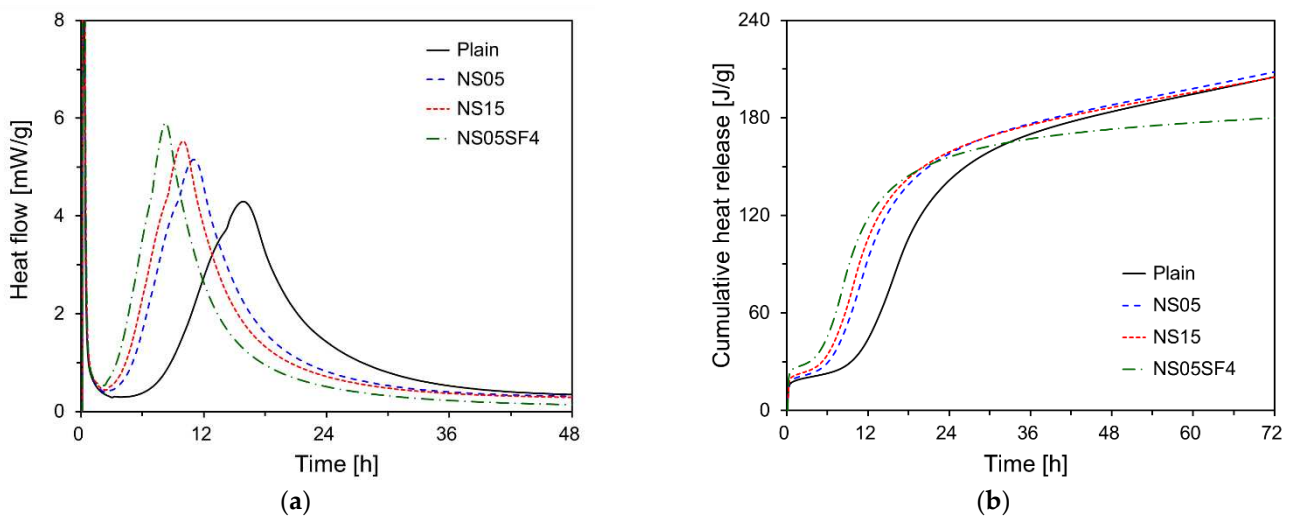 8
6
4
2
0
0
12
24
36
48
Heat flow [mW/g]
Time [h]
Plain
NS05
NS15
NS05SF4
(a)
240
180
120
60
0
0
12
24
36
48
60
72
Cumulative heat release [J/g]
Time [h]
Plain
NS05
NS15
NS05SF4
(b)